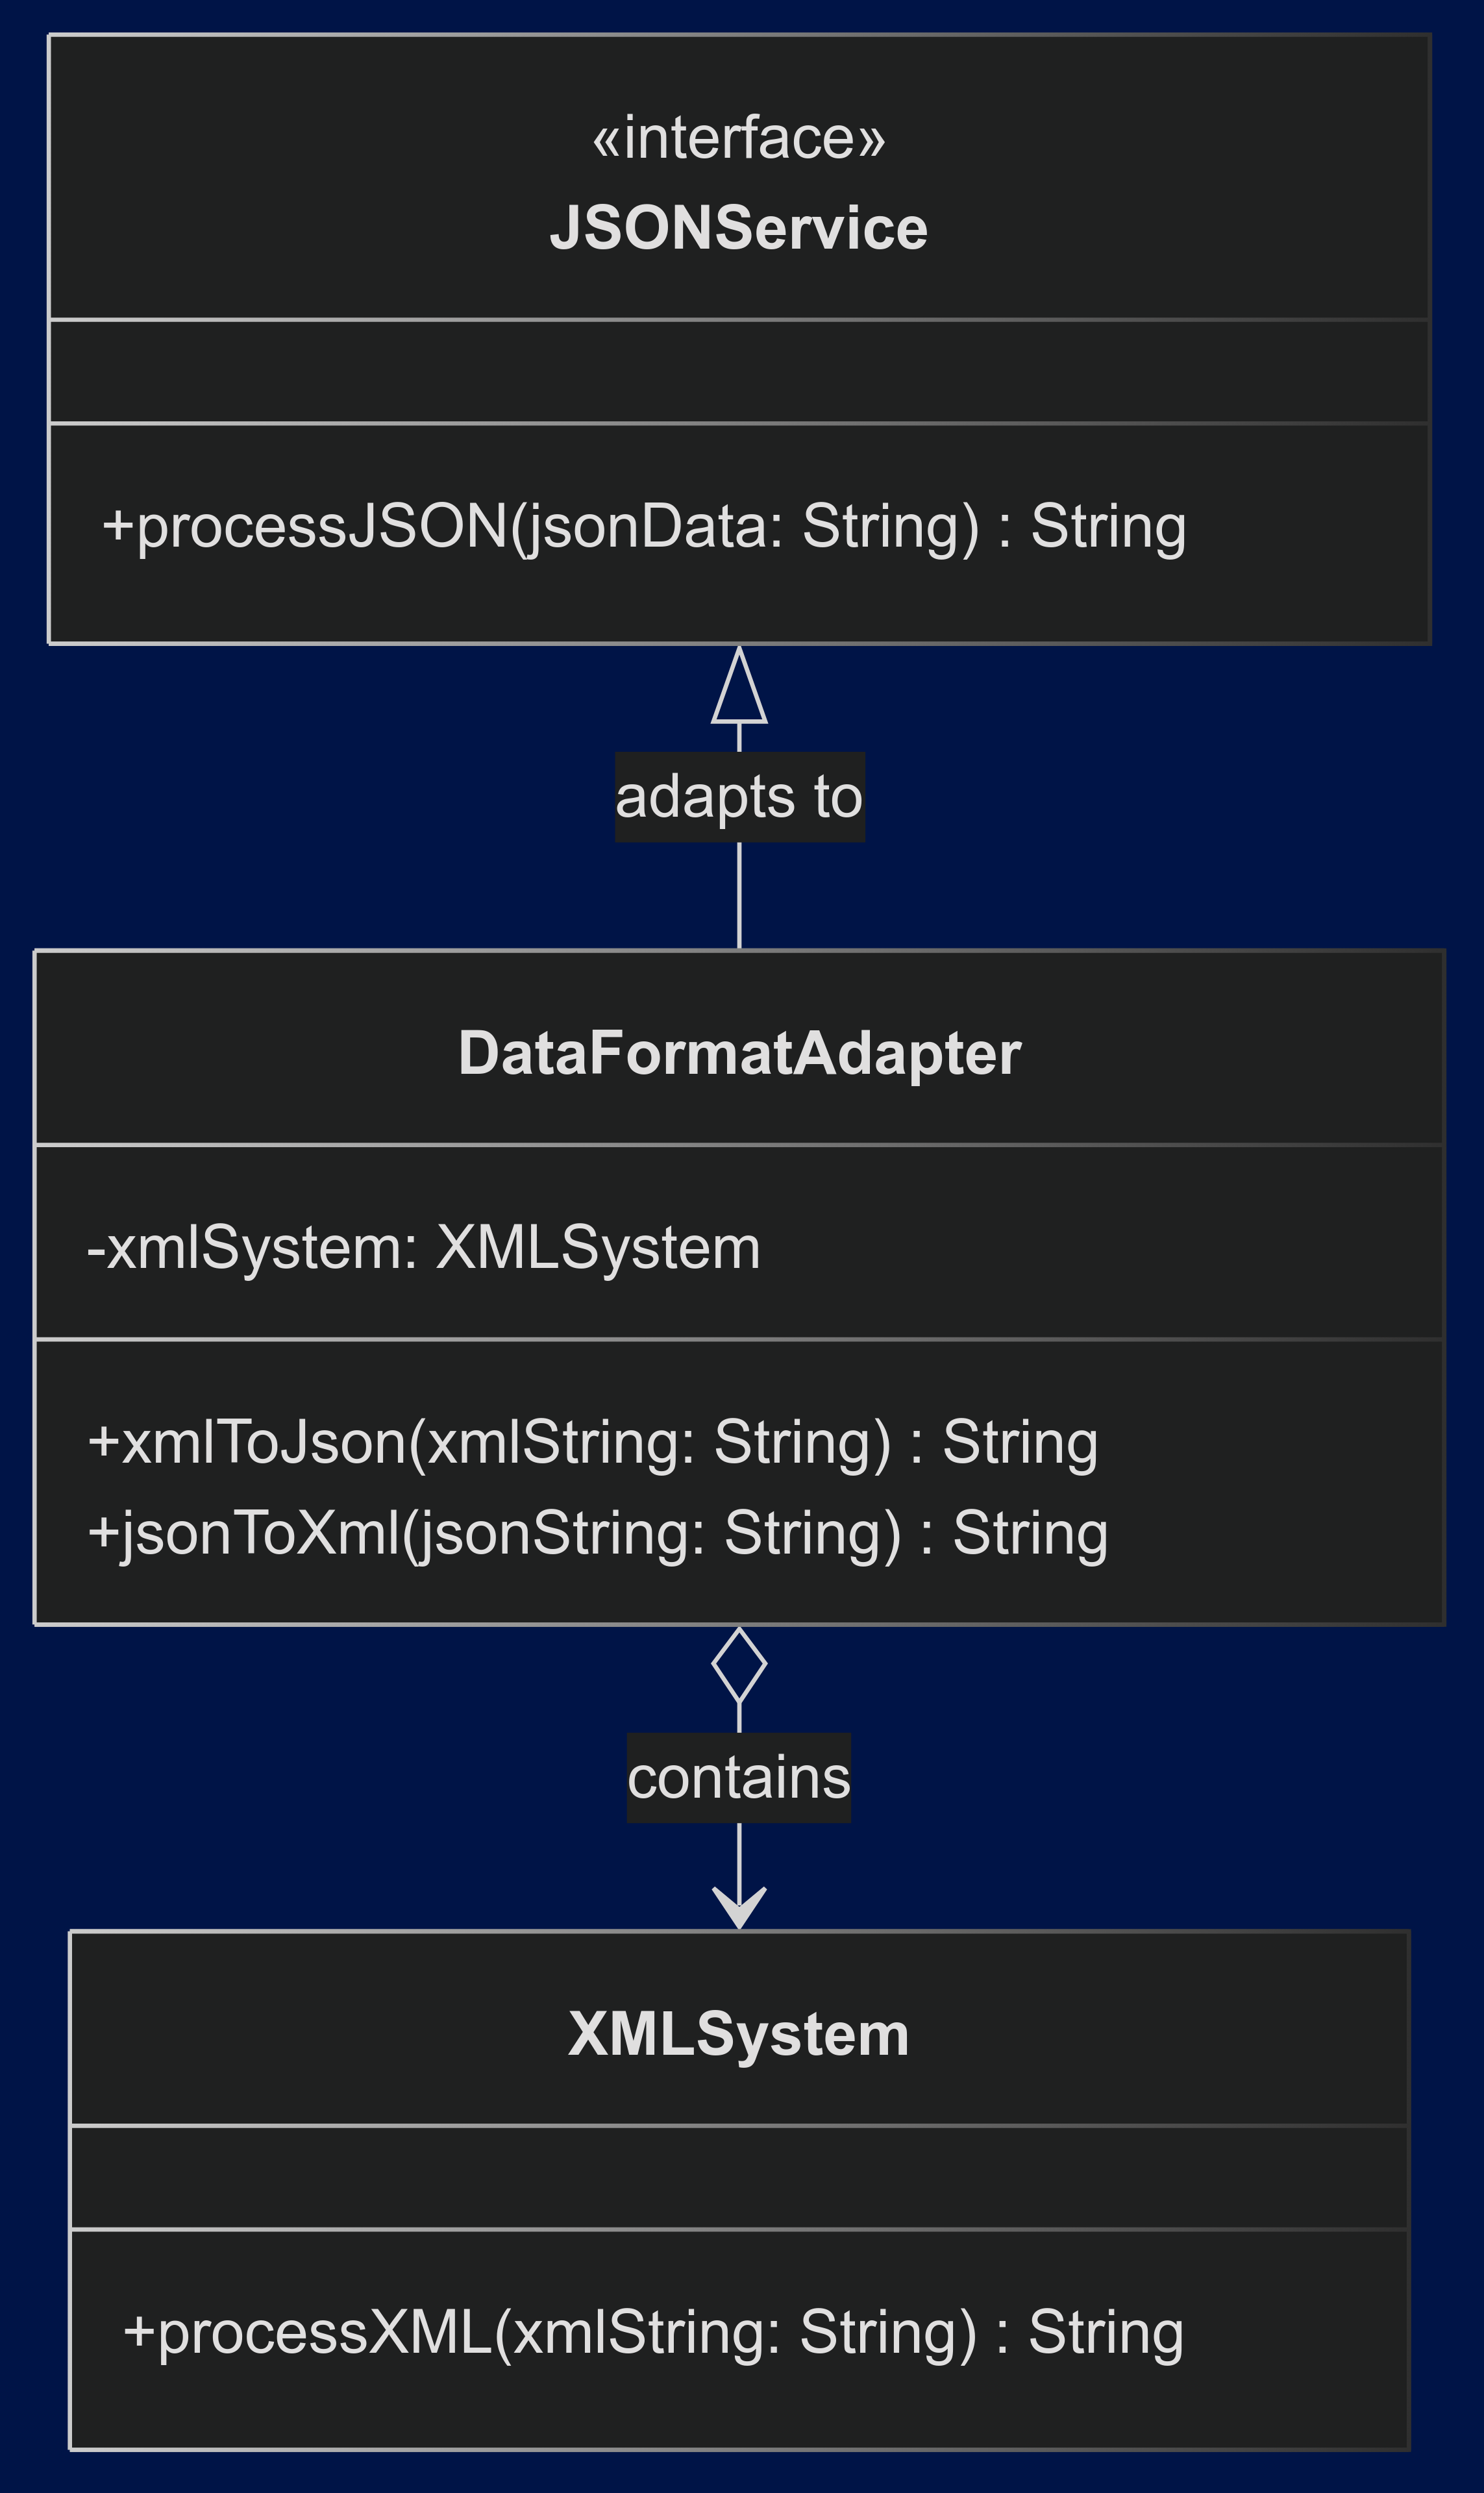 «interface»
JSONService
+processJSON(jsonData: String) : String
adapts to
DataFormatAdapter
-xmlSystem: XMLSystem
+xmlToJson(xmlString: String) : String
+jsonToXml(jsonString: String) : String
contains
XMLSystem
+processXML(xmlString: String) : String